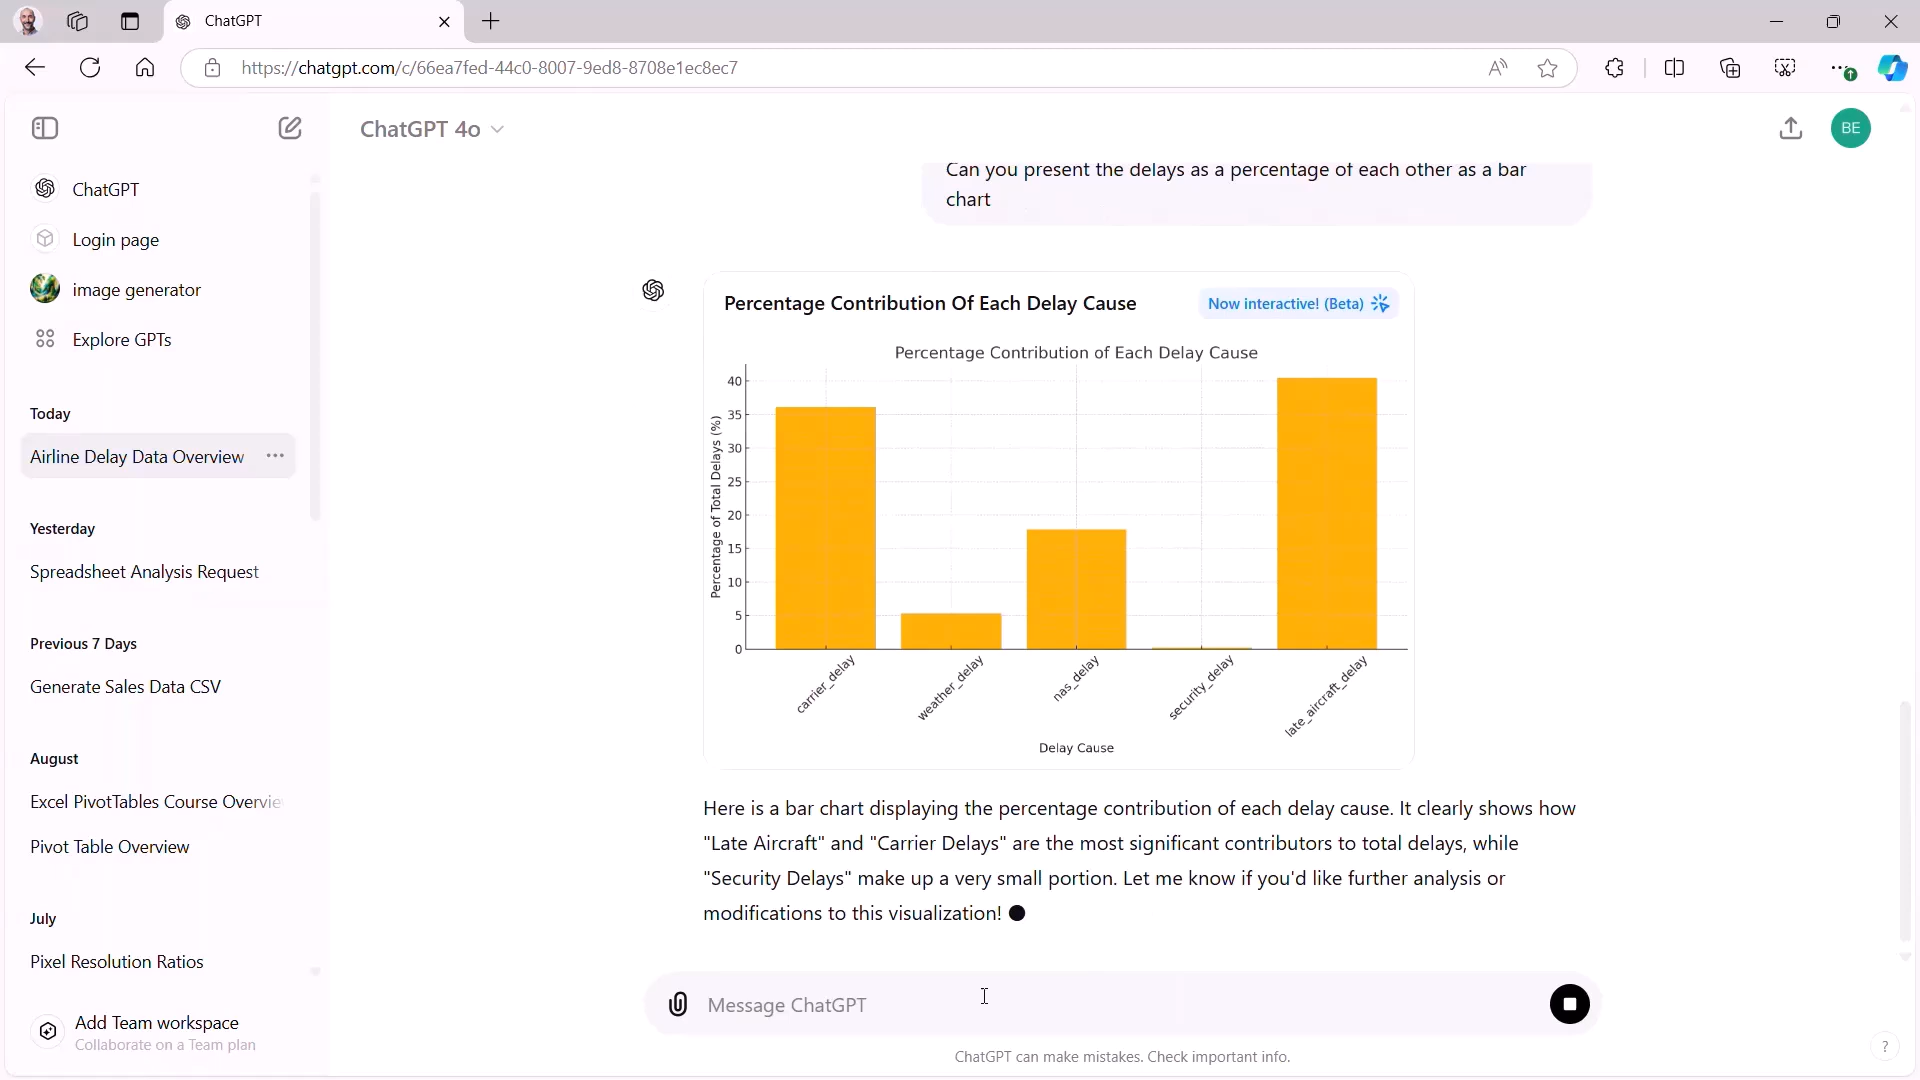 ChatGPT
https://chatgpt.com/c/66ea7fed-44c0-8007-9ed8-8708e1ec8ec7
ChatGPT 4o
BE
ChatGPT
Login page
image generator
Explore GPTs
Today
Airline Delay Data Overview
Yesterday
Spreadsheet Analysis Request
Previous 7 Days
Generate Sales Data CSV
August
Excel PivotTables Course Overvie
Pivot Table Overview
July
Pixel Resolution Ratios
Add Team workspace
Collaborate on a Team plan
Can you present the delays as a percentage of each other as a bar
chart
Percentage Contribution Of Each Delay Cause
Now interactive! (Beta)
Percentage Contribution of Each Delay Cause
Percentage of Total Delays (%)
40
35
30
25
20
15
10
5
0
carrier_delay
weather_delay
nas_delay
security_delay
late_aircraft_delay
Delay Cause
Here is a bar chart displaying the percentage contribution of each delay cause. It clearly shows how
"Late Aircraft" and "Carrier Delays" are the most significant contributors to total delays, while
"Security Delays" make up a very small portion. Let me know if you'd like further analysis or
modifications to this visualization!
Message ChatGPT
ChatGPT can make mistakes. Check important info.
?